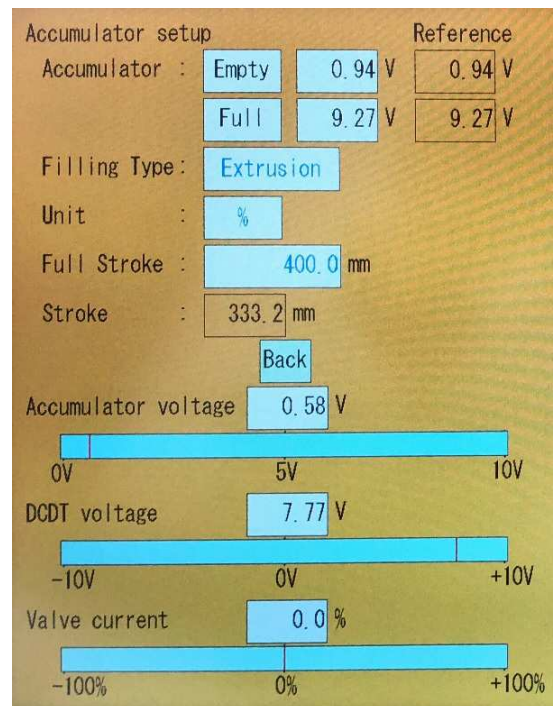 Accumulator setup Reference
Accumulator : Empty 0.94 V 0.94 V
Full 9.27 V 9.27 V
Filling Type: Extrusion
Unit : %
Full Stroke : 400.0 mm
Stroke : 333.2 mm
Back
Accumulator voltage 0.58 V
0V 5V 10V
DCDT voltage 7.77 V
-10V 0V +10V
Valve current 0.0 %
-100% 0% +100%